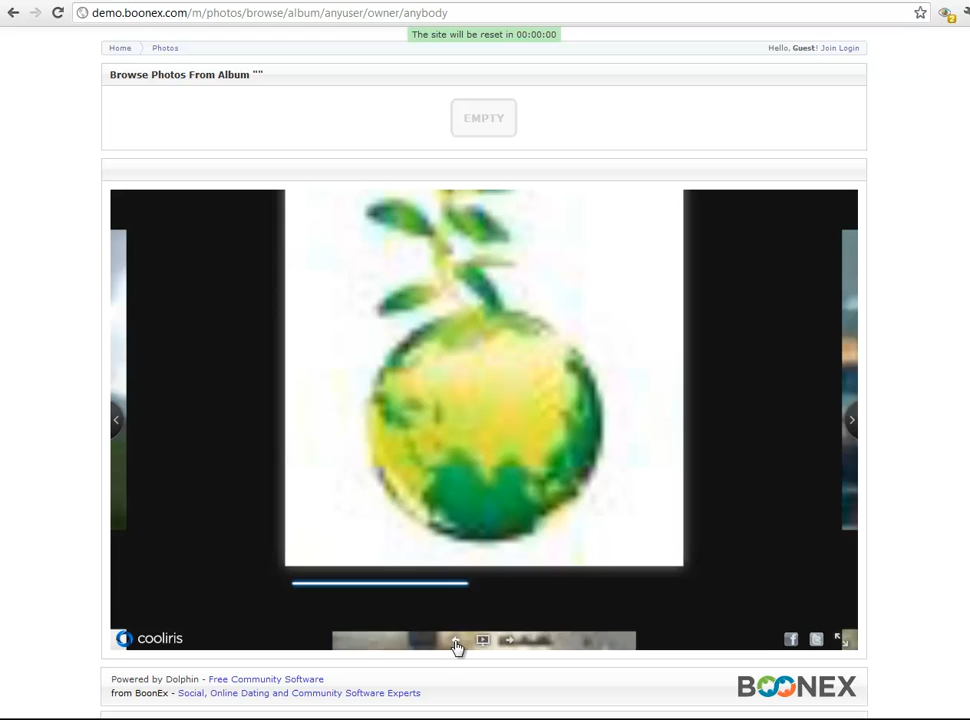 demo.boonex.com/m/photos/browse/album/anyuser/owner/anybody
The site will be reset in 00:00:00
Home Photos
Hello, Guest! Join Login
Browse Photos From Album ""
EMPTY
cooliris
Powered by Dolphin - Free Community Software
from BoonEx - Social, Online Dating and Community Software Experts
BOONEX